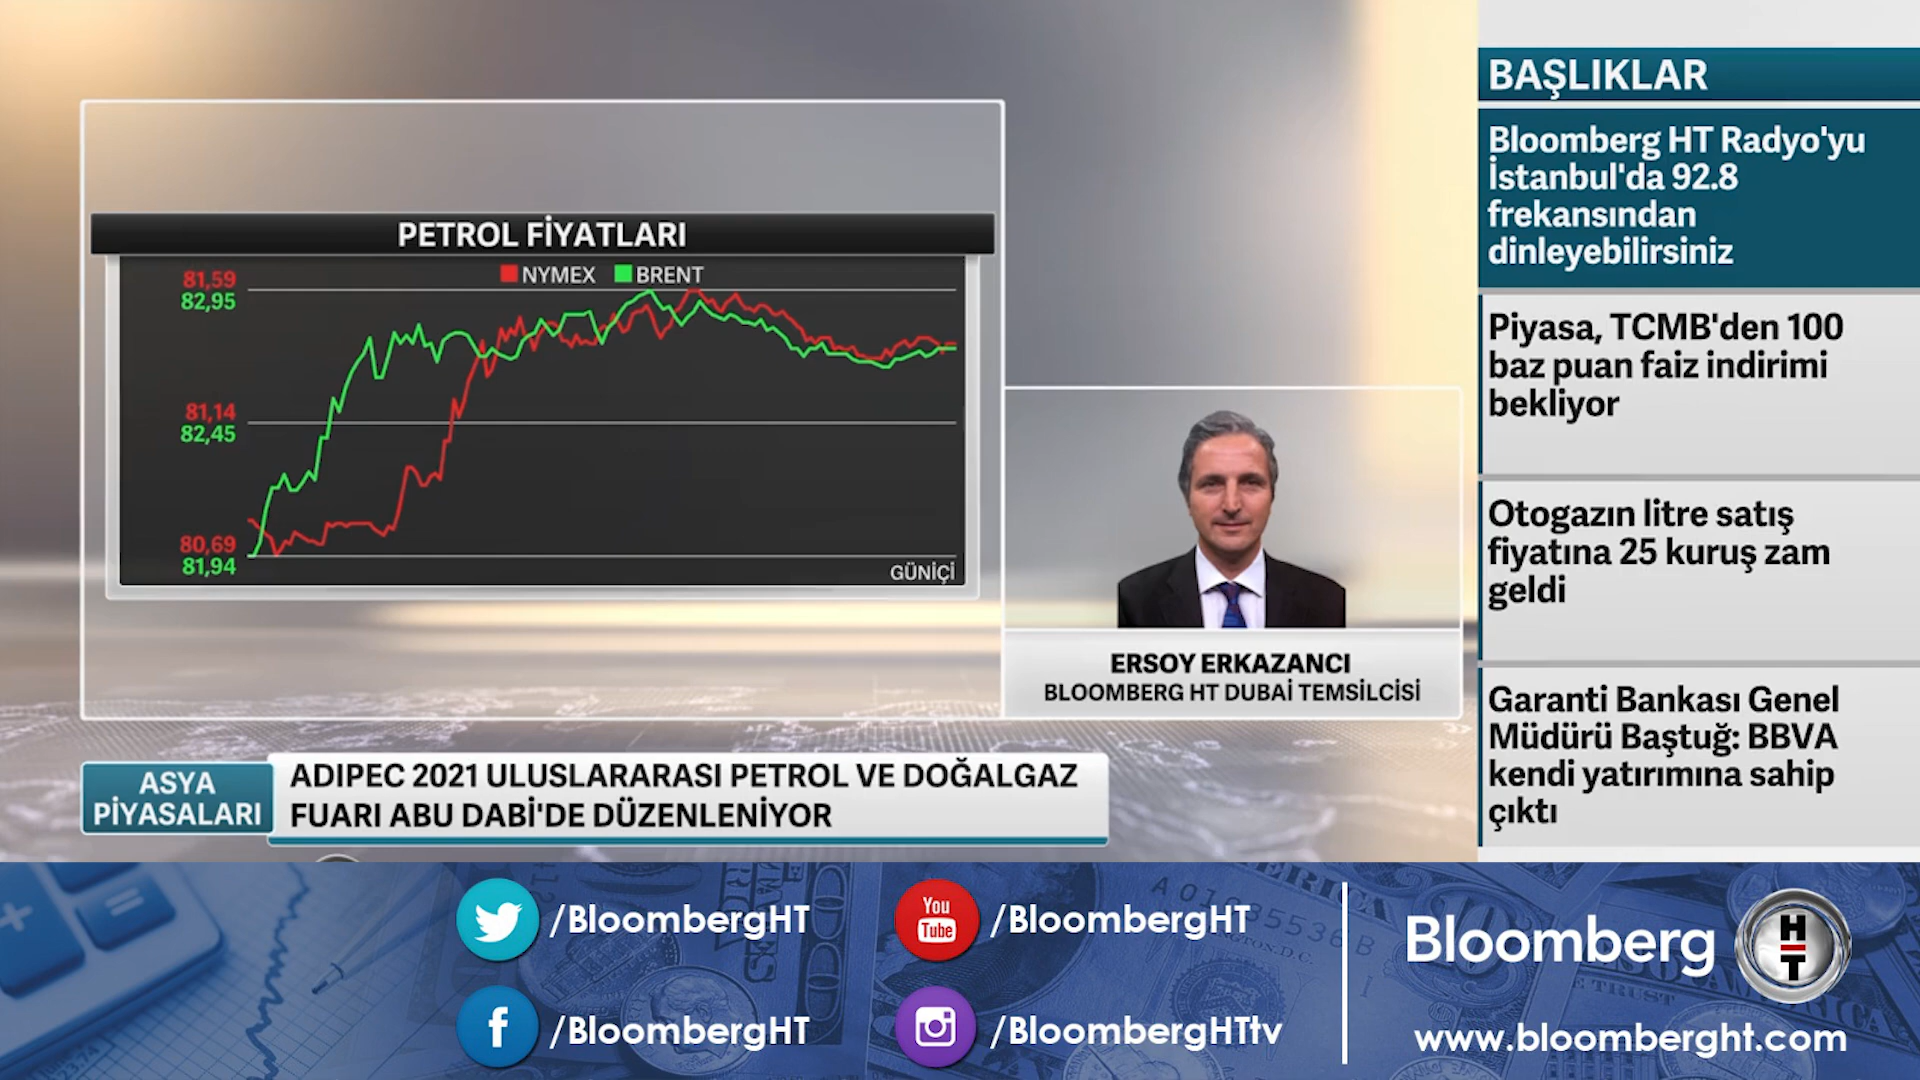 PETROL FİYATLARI
NYMEX BRENT
81,59
82,95
81,14
82,45
80,69
81,94
GÜNİÇİ
ERSOY ERKAZANCI
BLOOMBERG HT DUBAİ TEMSİLCİSİ
ASYA
PİYASALARI
ADIPEC 2021 ULUSLARARASI PETROL VE DOĞALGAZ
FUARI ABU DABİ'DE DÜZENLENİYOR
BAŞLIKLAR
Bloomberg HT Radyo'yu
İstanbul'da 92.8
frekansından
dinleyebilirsiniz
Piyasa, TCMB'den 100
baz puan faiz indirimi
bekliyor
Otogazın litre satış
fiyatına 25 kuruş zam
geldi
Garanti Bankası Genel
Müdürü Baştuğ: BBVA
kendi yatırımına sahip
çıktı
/BloombergHT
You
Tube
/BloombergHT
f
/BloombergHT
/BloombergHTtv
Bloomberg
HT
www.bloomberght.com